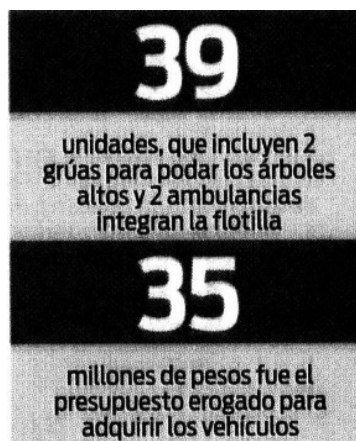 39
unidades, que incluyen 2
grúas para podar los árboles
altos y 2 ambulancias
integran la flotilla
35
millones de pesos fue el
presupuesto erogado para
adquirir los vehículos